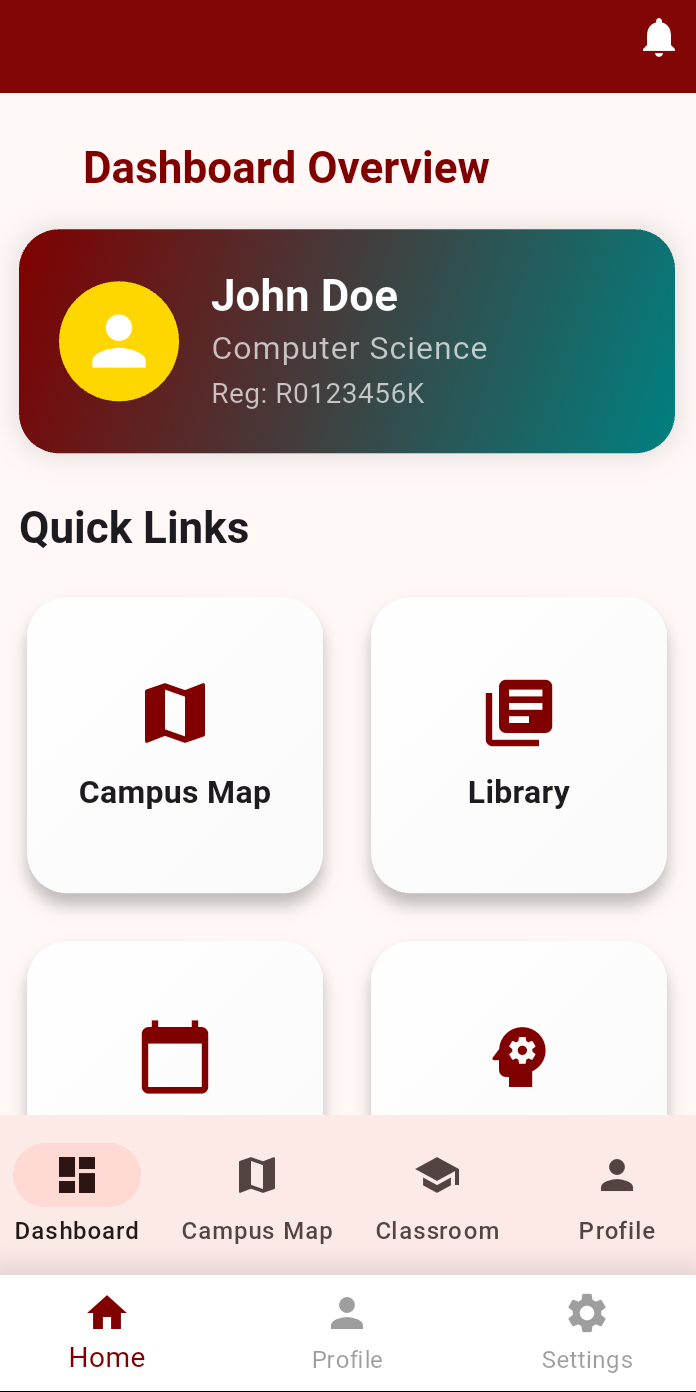 Dashboard Overview
John Doe
Computer Science
Reg: R0123456K
Quick Links
Campus Map
Library
Dashboard
Campus Map
Classroom
Profile
Home
Profile
Settings